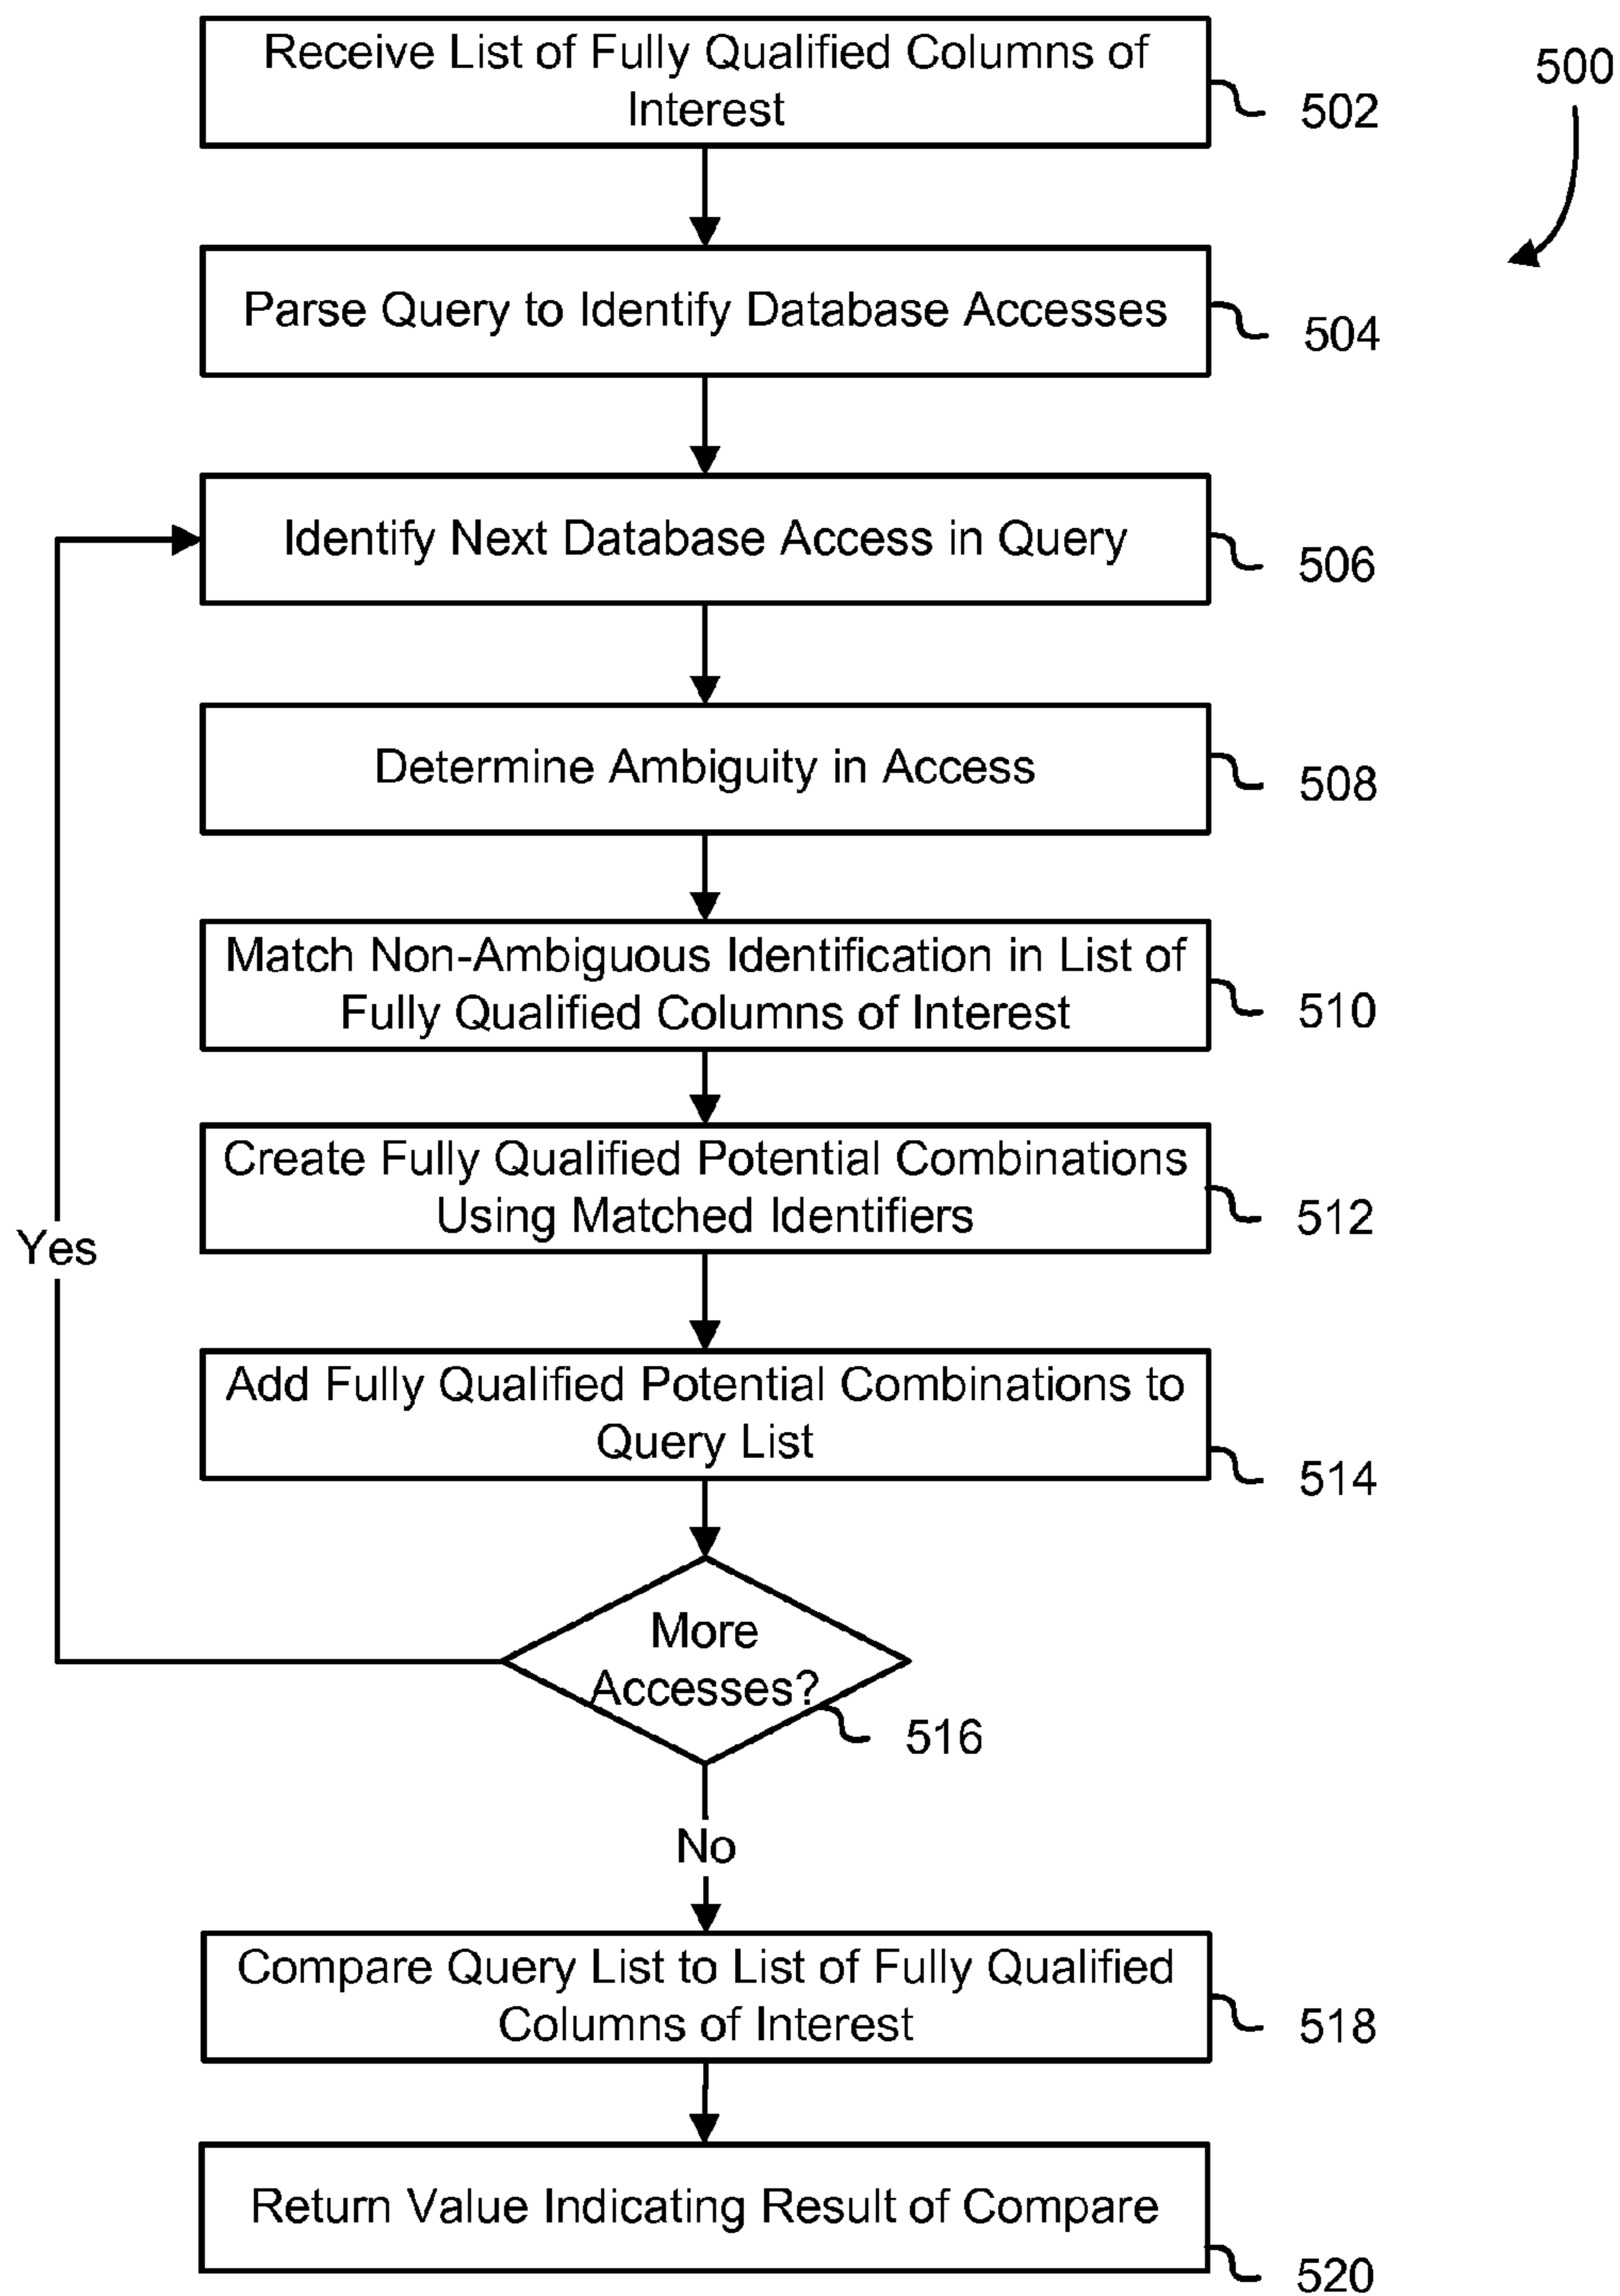 Receive List of Fully Qualified Columns of
Interest
502
500
Parse Query to Identify Database Accesses
504
Identify Next Database Access in Query
506
Determine Ambiguity in Access
508
Match Non-Ambiguous Identification in List of
Fully Qualified Columns of Interest
510
Create Fully Qualified Potential Combinations
Using Matched Identifiers
512
Yes
Add Fully Qualified Potential Combinations to
Query List
514
More
Accesses?
516
No
Compare Query List to List of Fully Qualified
Columns of Interest
518
Return Value Indicating Result of Compare
520